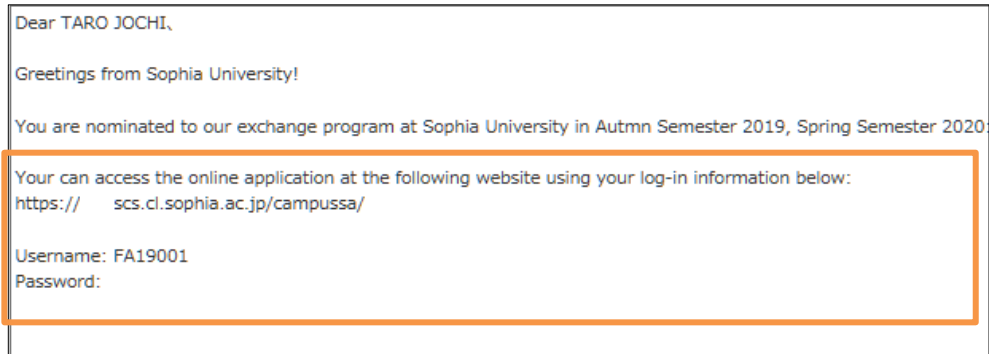 Dear TARO JOCHI、
Greetings from Sophia University!
You are nominated to our exchange program at Sophia University in Autmn Semester 2019, Spring Semester 2020:
Your can access the online application at the following website using your log-in information below:
https:// scs.cl.sophia.ac.jp/campussa/
Username: FA19001
Password: